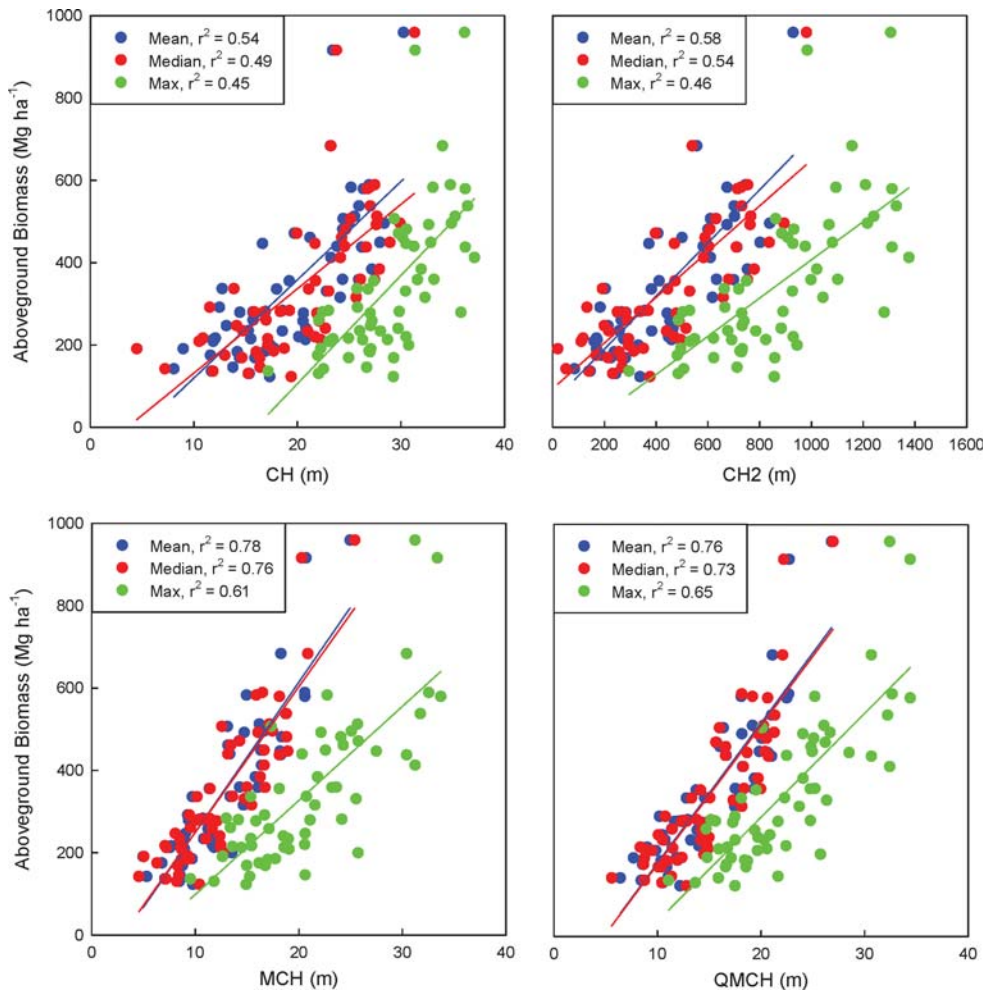 Aboveground Biomass (Mg ha⁻¹)
1000
800
600
400
200
0
Mean, r² = 0.54
Median, r² = 0.49
Max, r² = 0.45
0 10 20 30 40
CH (m)
Mean, r² = 0.58
Median, r² = 0.54
Max, r² = 0.46
0 200 400 600 800 1000 1200 1400 1600
CH2 (m)
Aboveground Biomass (Mg ha⁻¹)
1000
800
600
400
200
0
Mean, r² = 0.78
Median, r² = 0.76
Max, r² = 0.61
0 10 20 30 40
MCH (m)
Mean, r² = 0.76
Median, r² = 0.73
Max, r² = 0.65
0 10 20 30 40
QMCH (m)